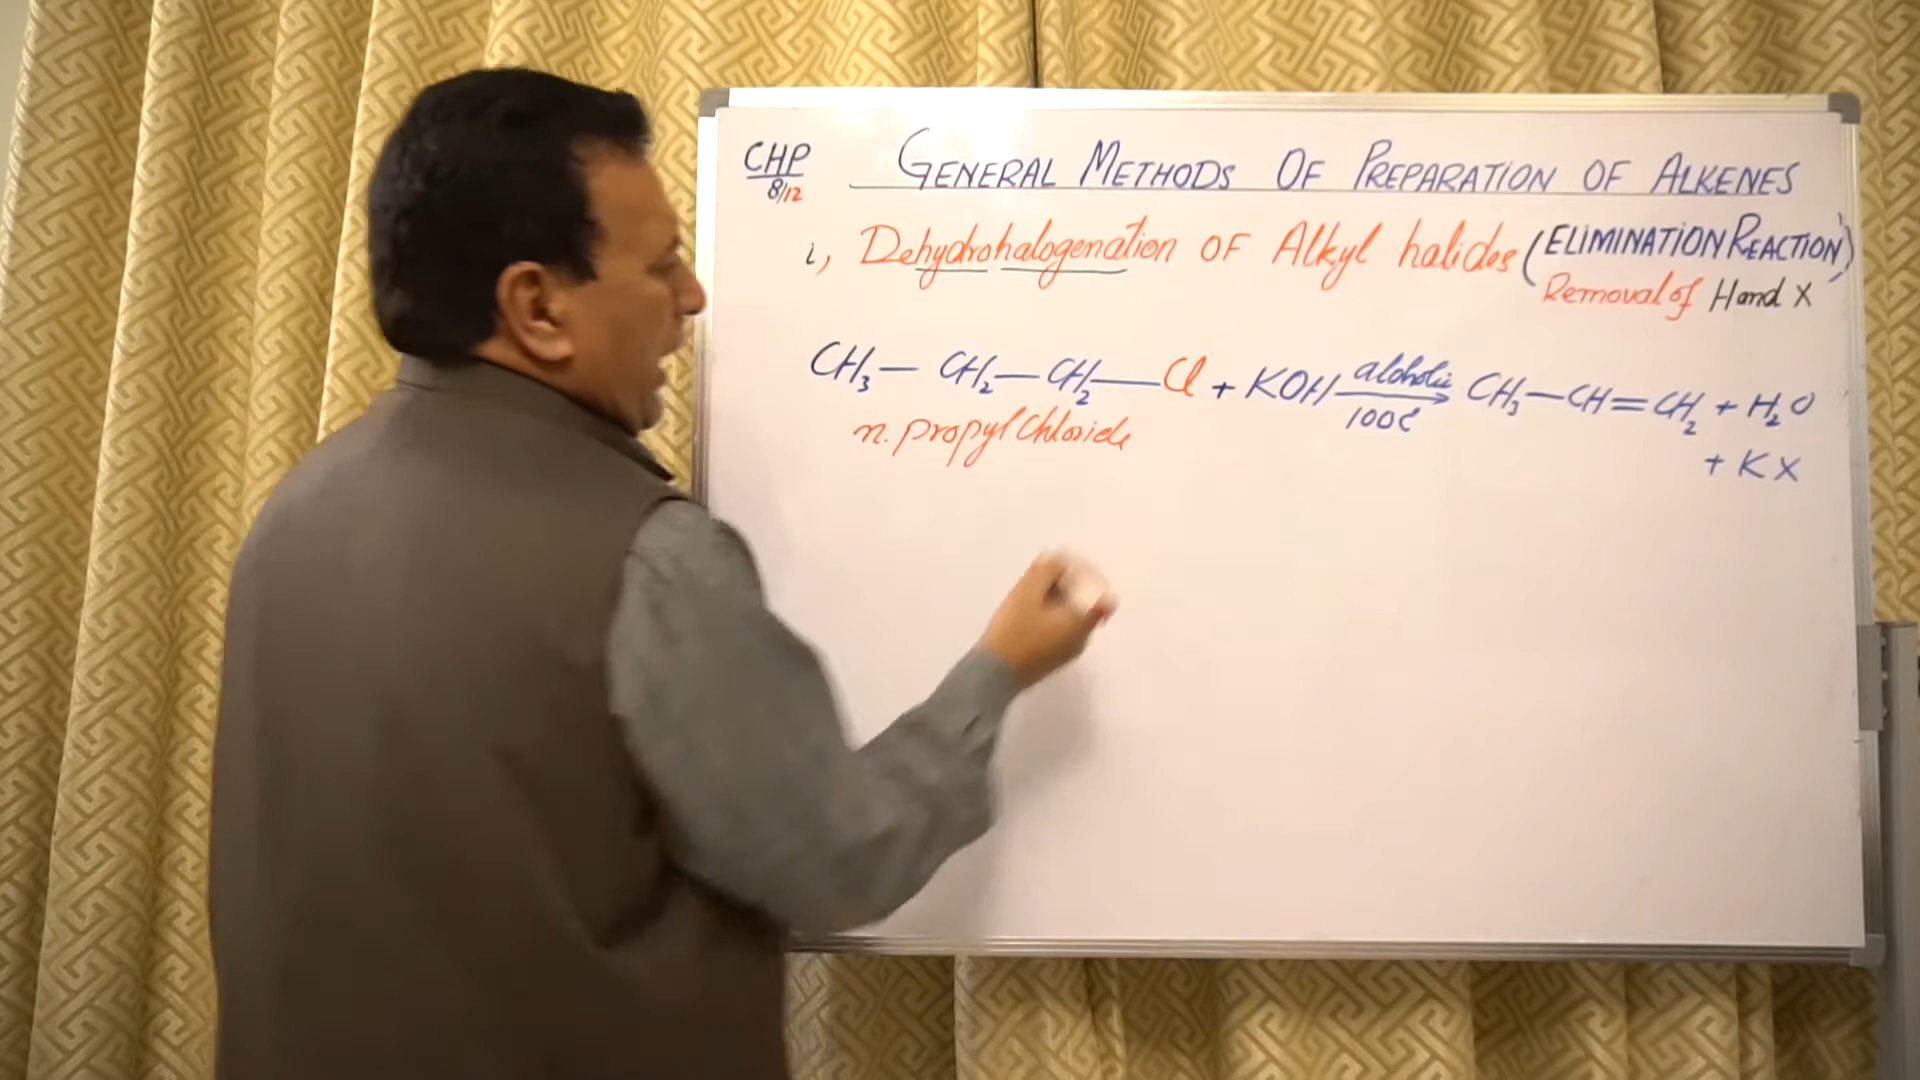 CHP
8/12
GENERAL METHODS OF PREPARATION OF ALKENES
i, Dehydrohalogenation OF Alkyl halides (ELIMINATION REACTION)
Removal of H and X
CH₃— CH₂—CH₂—Cl + KOH alcholic 100c → CH₃—CH=CH₂ + H₂O
+ KX
n. propyl Chloride